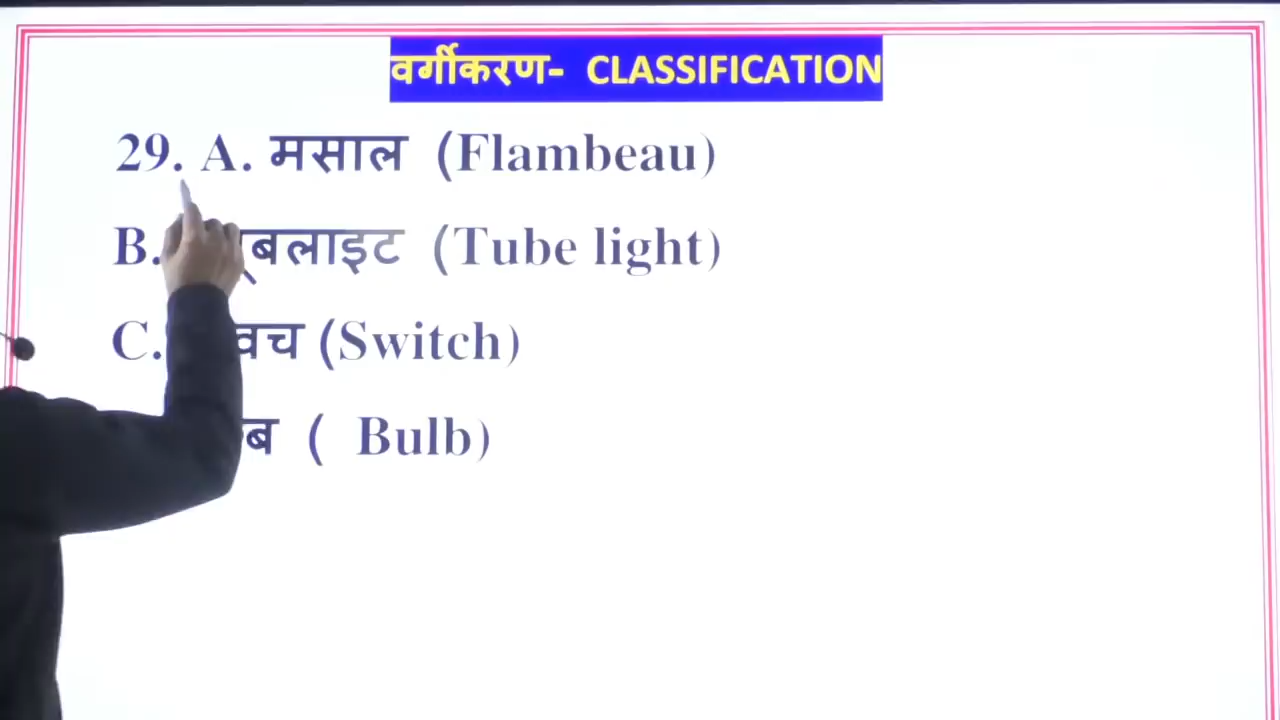 वर्गीकरण- CLASSIFICATION
29. A. मसाल (Flambeau)
B. (Tube light)
C. (Switch)
( Bulb)